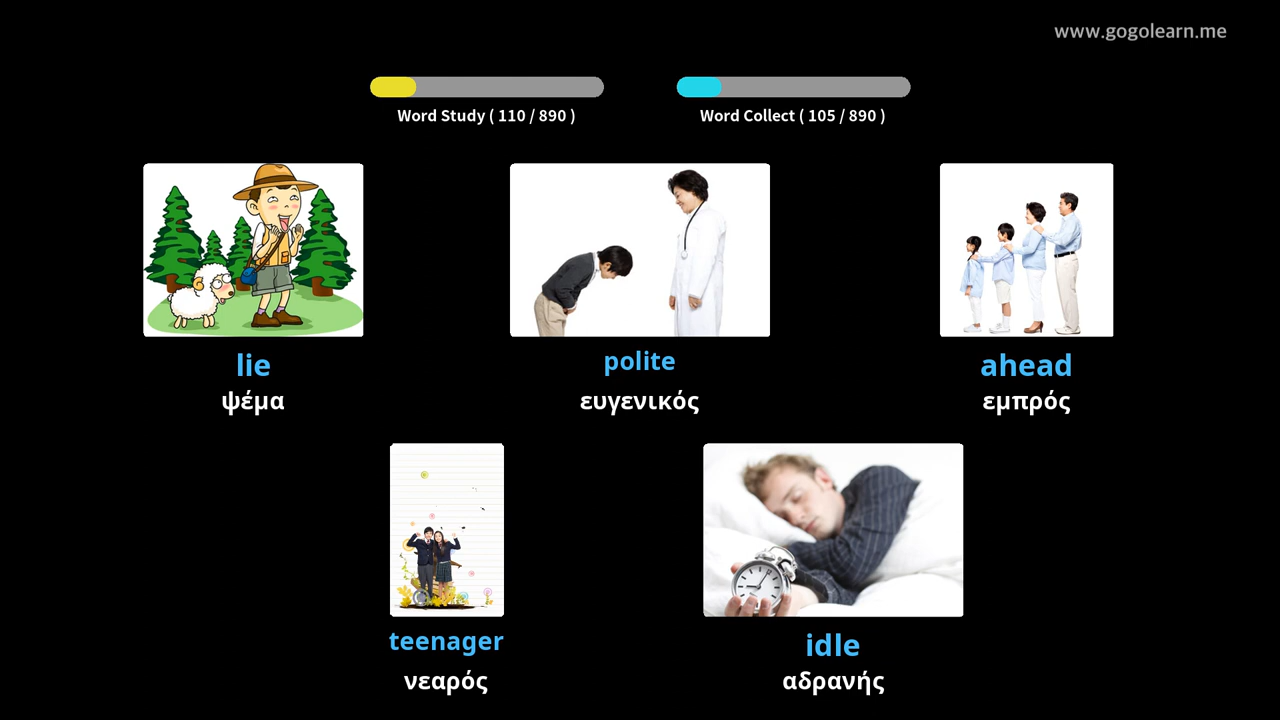 www.gogolearn.me
Word Study ( 110 / 890 )
Word Collect ( 105 / 890 )
lie
ψέμα
polite
ευγενικός
ahead
εμπρός
teenager
νεαρός
idle
αδρανής